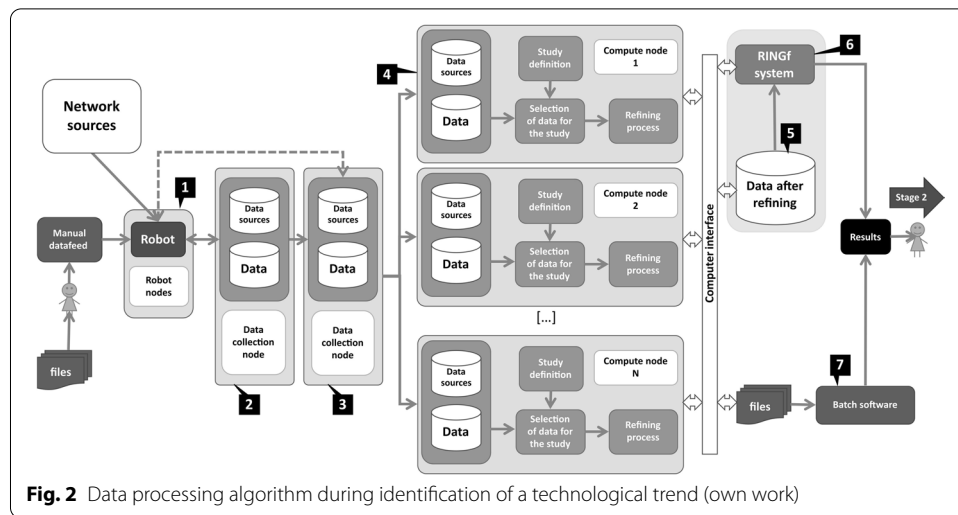 Network
sources
Manual
datafeed
files
1
Robot
Robot
nodes
Data
sources
Data
Data
collection
node
2
Data
sources
Data
Data
collection
node
3
4
Data
sources
Data
Study
definition
Compute node
1
Selection
of data for
the study
Refining
process
Data
sources
Data
Study
definition
Compute node
2
Selection
of data for
the study
Refining
process
[...]
Data
sources
Data
Study
definition
Compute node
N
Selection
of data for
the study
Refining
process
Computer interface
RINGf
system
6
5
Data after
refining
Stage 2
Results
7
files
Batch software
Fig. 2 Data processing algorithm during identification of a technological trend (own work)